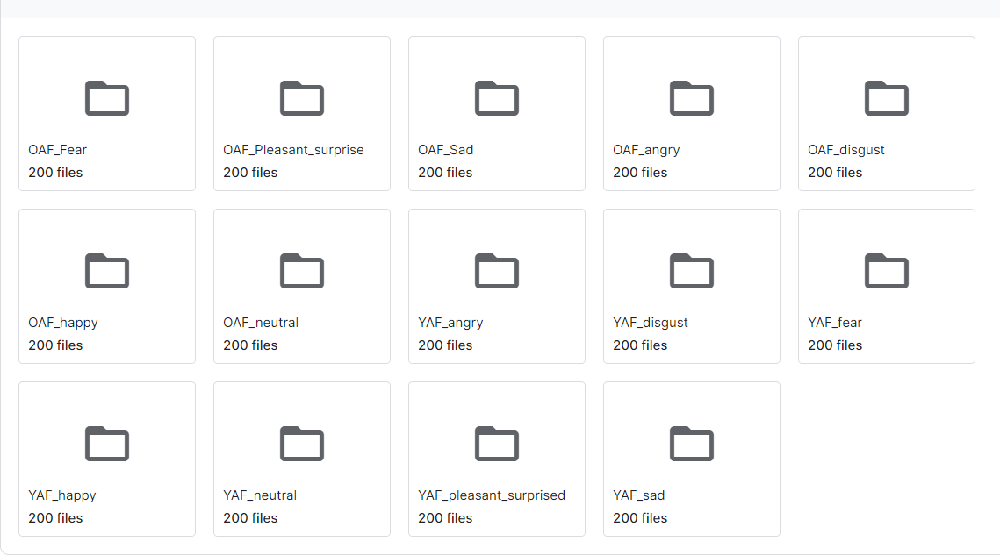 OAF_Fear
200 files
OAF_Pleasant_surprise
200 files
OAF_Sad
200 files
OAF_angry
200 files
OAF_disgust
200 files
OAF_happy
200 files
OAF_neutral
200 files
YAF_angry
200 files
YAF_disgust
200 files
YAF_fear
200 files
YAF_happy
200 files
YAF_neutral
200 files
YAF_pleasant_surprised
200 files
YAF_sad
200 files